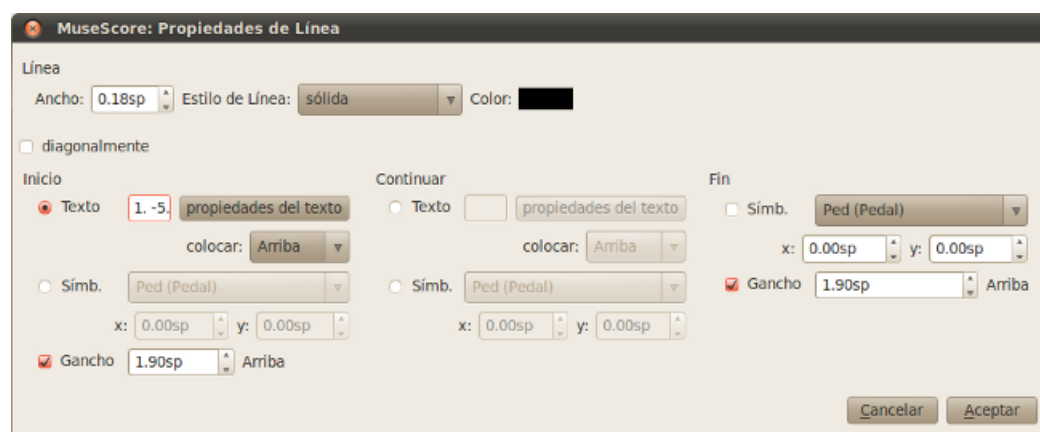 MuseScore: Propiedades de Línea
Línea
Ancho: 0.18sp Estilo de Línea: sólida Color:
diagonalmente
Inicio Continuar Fin
Texto 1. -5. propiedades del texto Texto propiedades del texto Símb. Ped (Pedal)
colocar: Arriba colocar: Arriba x: 0.00sp y: 0.00sp
Símb. Ped (Pedal) Símb. Ped (Pedal) Gancho 1.90sp Arriba
x: 0.00sp y: 0.00sp x: 0.00sp y: 0.00sp
Gancho 1.90sp Arriba
Cancelar Aceptar